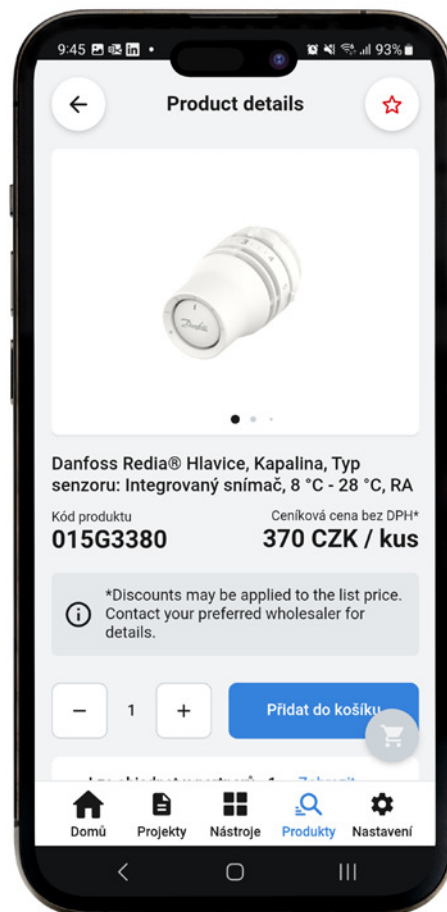 9:45
93%
Product details
Danfoss
Danfoss Redia® Hlavice, Kapalina, Typ
senzoru: Integrovaný snímač, 8 °C - 28 °C, RA
Kód produktu
Ceníková cena bez DPH*
015G3380
370 CZK / kus
*Discounts may be applied to the list price.
Contact your preferred wholesaler for
details.
− 1 +
Přidat do košíku
Domů Projekty Nástroje Produkty Nastavení